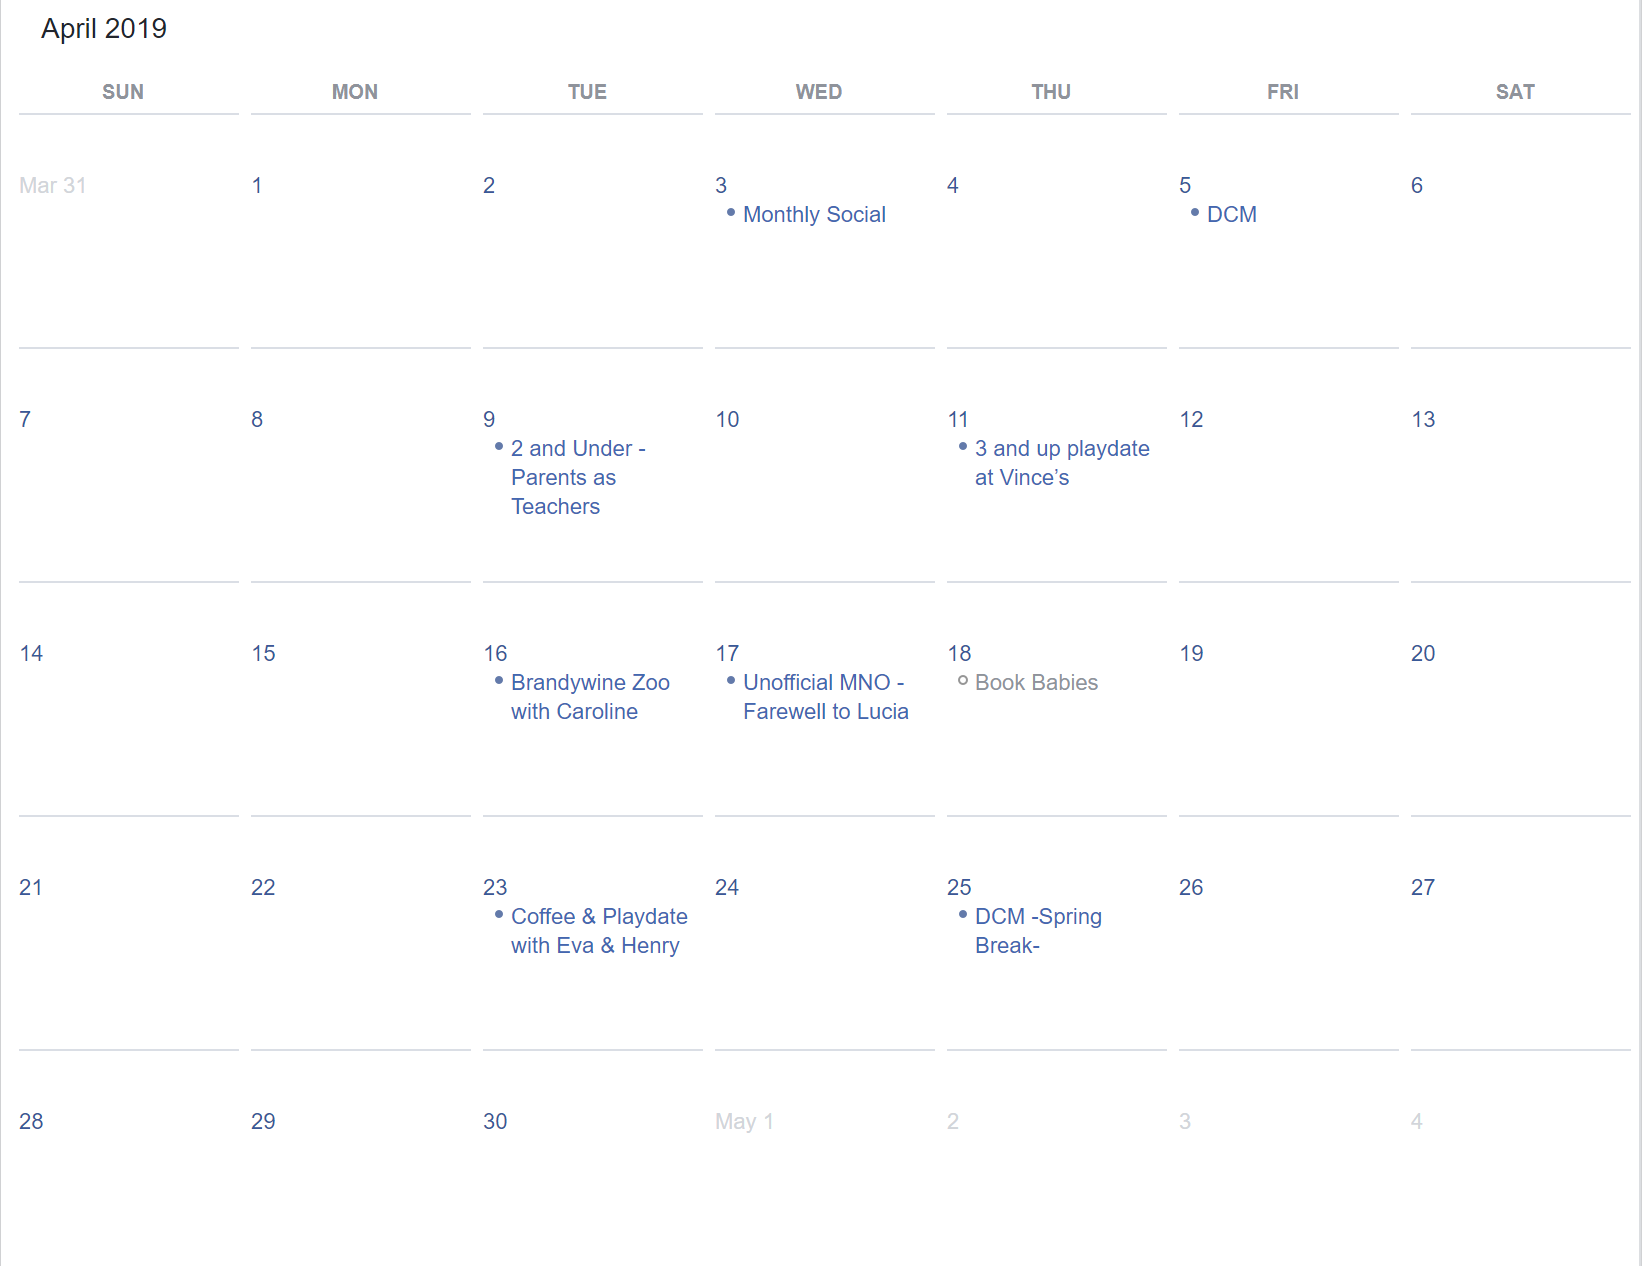 April 2019
SUN MON TUE WED THU FRI SAT
Mar 31 1 2 3 4 5 6
• Monthly Social • DCM
7 8 9 10 11 12 13
• 2 and Under - • 3 and up playdate
Parents as at Vince’s
Teachers
14 15 16 17 18 19 20
• Brandywine Zoo • Unofficial MNO - Book Babies
with Caroline Farewell to Lucia
21 22 23 24 25 26 27
• Coffee & Playdate • DCM -Spring
with Eva & Henry Break-
28 29 30 May 1 2 3 4